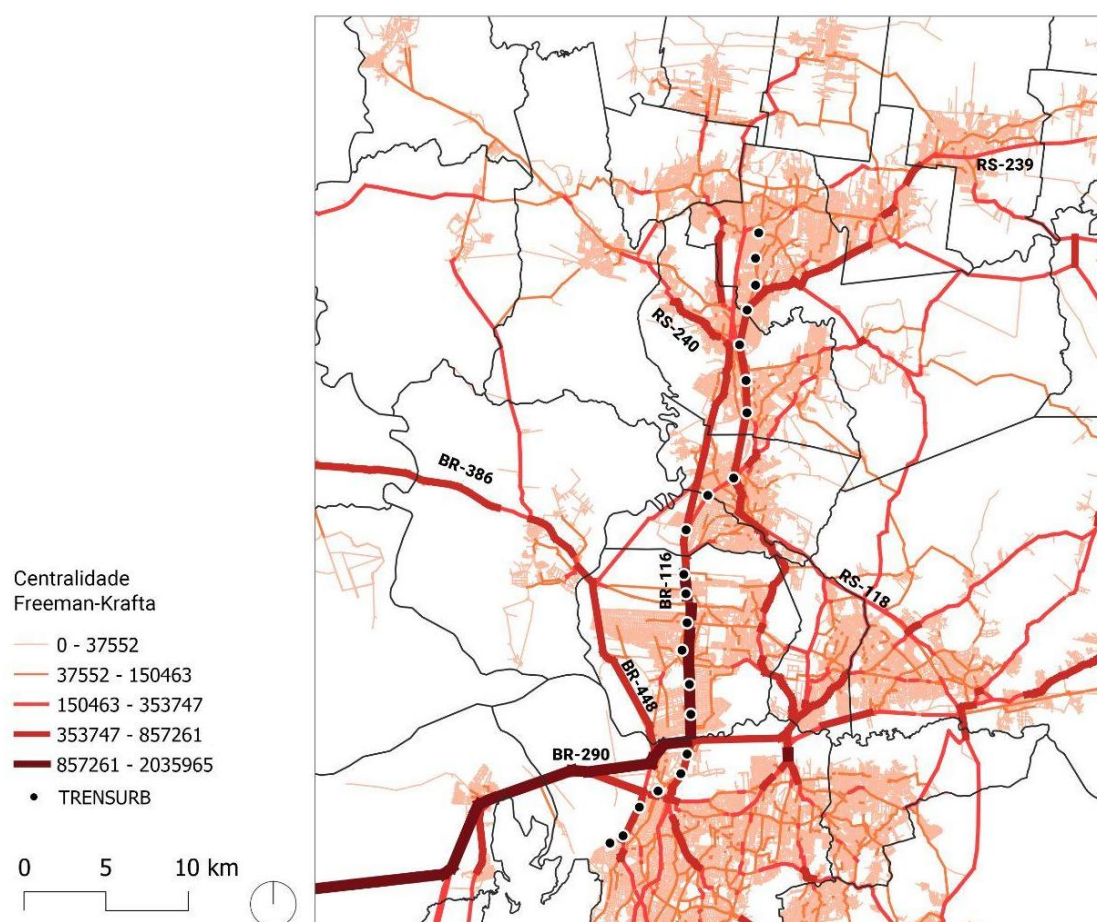 RS-239
RS-240
BR-386
BR-116
RS-118
BR-448
BR-290
Centralidade
Freeman-Krafta
0 - 37552
37552 - 150463
150463 - 353747
353747 - 857261
857261 - 2035965
TRENSURB
0 10 km